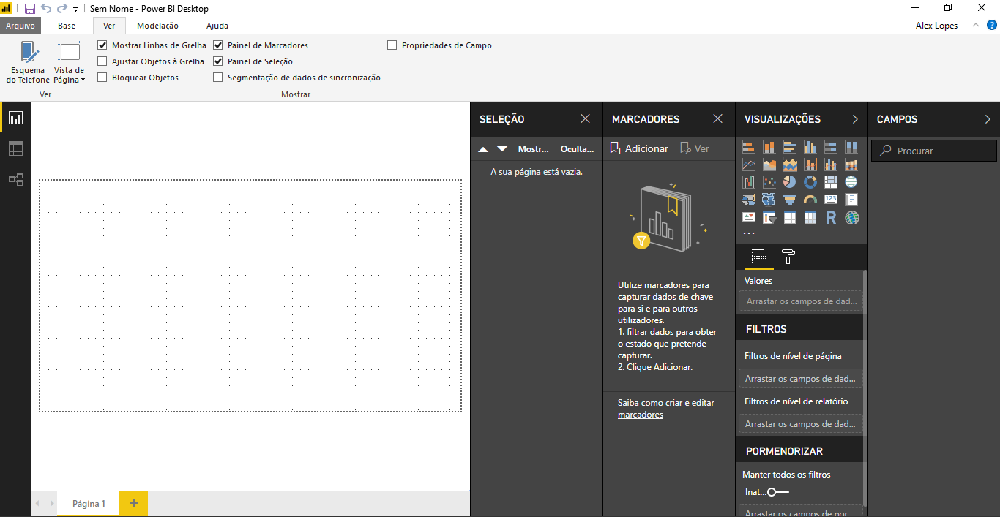 Sem Nome - Power BI Desktop
Arquivo Base Ver Modelação Ajuda Alex Lopes ?
Mostrar Linhas de Grelha
Ajustar Objetos à Grelha
Bloquear Objetos
Painel de Marcadores
Painel de Seleção
Segmentação de dados de sincronização
Propriedades de Campo
Esquema
do Telefone
Vista de
Página
Ver
Mostrar
SELEÇÃO
Mostr... Oculta...
A sua página está vazia.
MARCADORES
Adicionar Ver
Utilize marcadores para
capturar dados de chave
para si e para outros
utilizadores.
1. filtrar dados para obter
o estado que pretende
capturar.
2. Clique Adicionar.
Saiba como criar e editar
marcadores
VISUALIZAÇÕES
123
R
...
Valores
Arrastar os campos de dad...
FILTROS
Filtros de nível de página
Arrastar os campos de dad...
Filtros de nível de relatório
Arrastar os campos de dad...
PORMENORIZAR
Manter todos os filtros
Inat...
Arrastar os campos de por...
CAMPOS
Procurar
Página 1 +